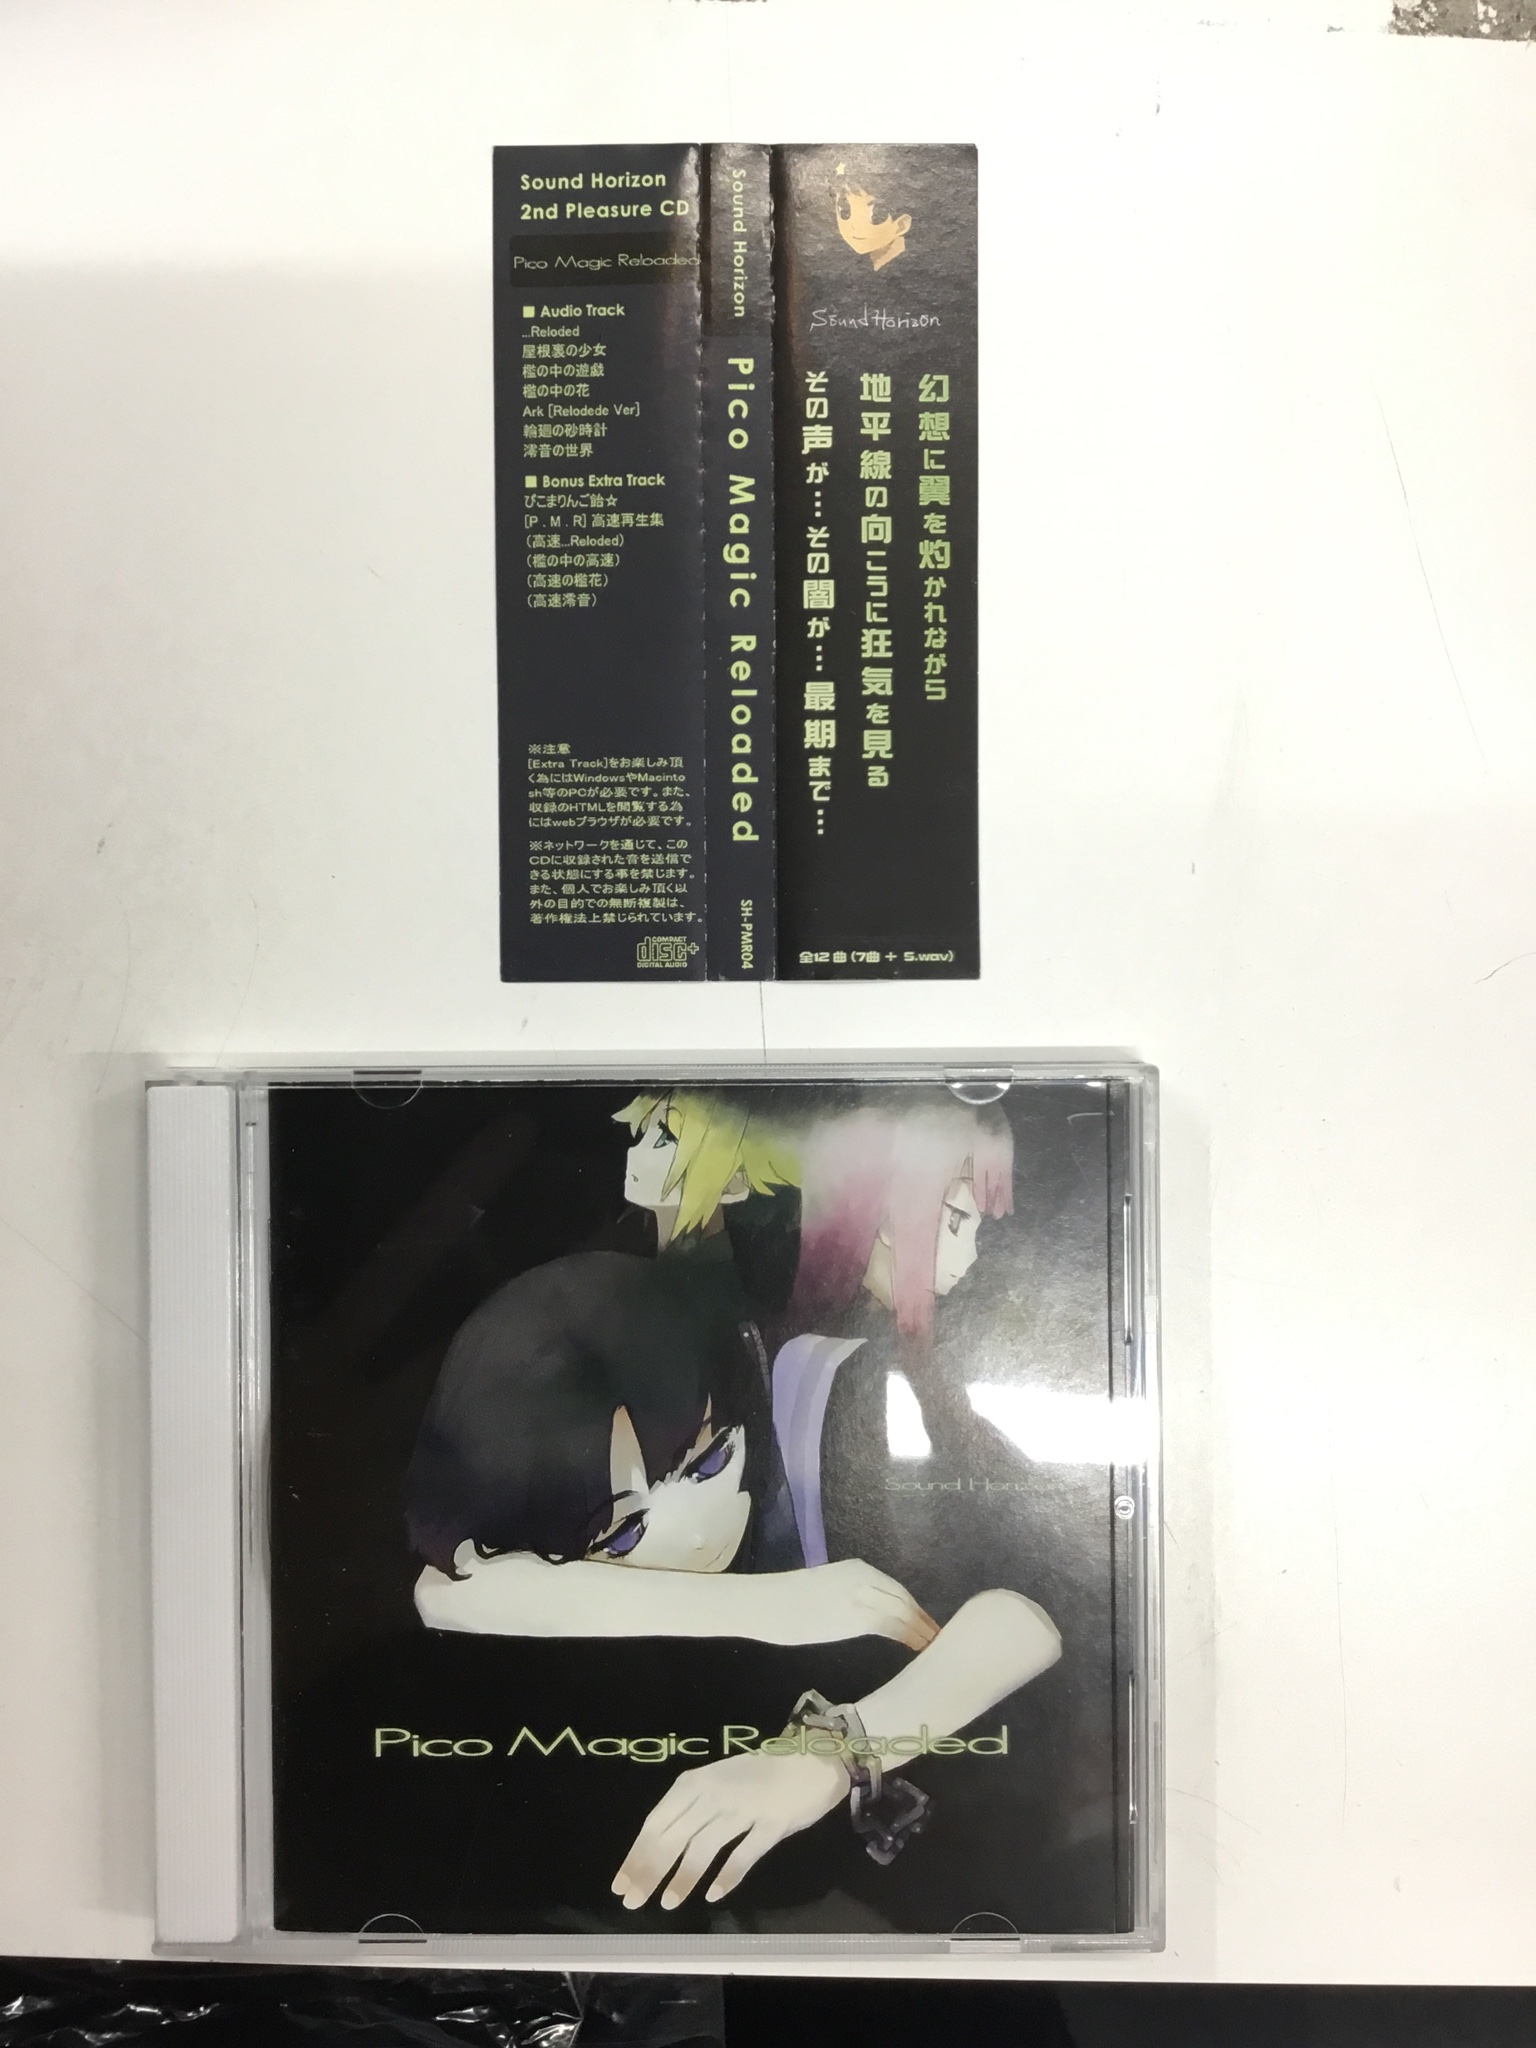 Sound Horizon
2nd Pleasure CD
Pico Magic Reloaded
■ Audio Track
...Reloded
屋根裏の少女
檻の中の遊戯
檻の中の花
Ark [Relodede Ver]
輪廻の砂時計
澪音の世界
■ Bonus Extra Track
ぴこまりんご飴☆
[P.M.R] 高速再生集
(高速...Reloded)
(檻の中の高速)
(高速の檻花)
(高速澪音)
※注意
[Extra Track]をお楽しみ頂
く為にはWindowsやMacinto
sh等のPCが必要です。また、
収録のHTMLを閲覧する為
にはwebブラウザが必要です。
※ネットワークを通じて、この
CDに収録された音を送信で
きる状態にする事を禁じます。
また、個人でお楽しみ頂く以
外の目的での無断複製は、
著作権法上禁じられています。
COMPACT
disc+
DIGITAL AUDIO
Sound Horizon Pico Magic Reloaded SH-PMR04
Sound Horizon
幻想に翼を灼かれながら
地平線の向こうに狂気を見る
その声が…その闇が…最期まで…
全12曲(7曲 + 5.wav)
Sound Horizon
Pico Magic Reloaded